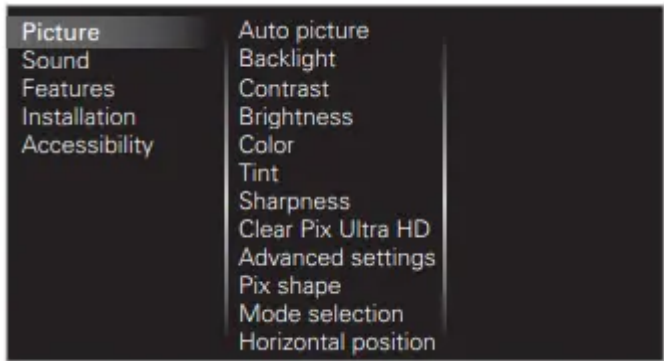 Picture
Sound
Features
Installation
Accessibility
Auto picture
Backlight
Contrast
Brightness
Color
Tint
Sharpness
Clear Pix Ultra HD
Advanced settings
Pix shape
Mode selection
Horizontal position